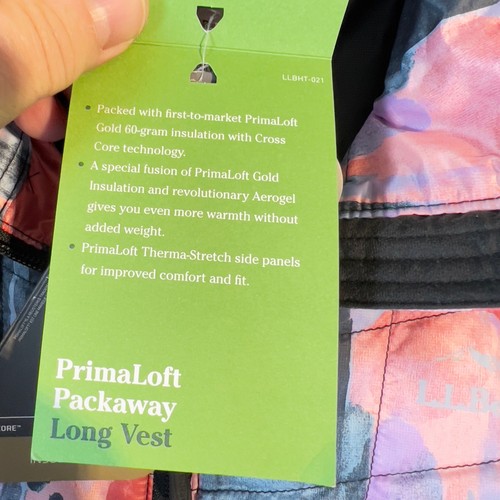 LLBHT-021
• Packed with first-to-market PrimaLoft
Gold 60-gram insulation with Cross
Core technology.
• A special fusion of PrimaLoft Gold
Insulation and revolutionary Aerogel
gives you even more warmth without
added weight.
• PrimaLoft Therma-Stretch side panels
for improved comfort and fit.
PrimaLoft
Packaway
Long Vest